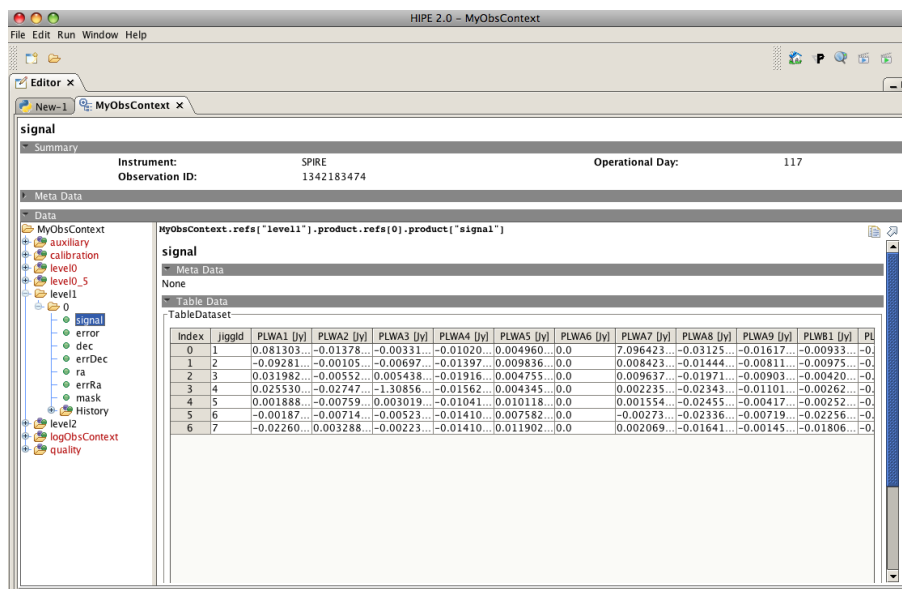 HIPE 2.0 – MyObsContext
File Edit Run Window Help
Editor ×
New-1 MyObsContext ×
signal
Summary
Instrument: SPIRE Operational Day: 117
Observation ID: 1342183474
Meta Data
Data
MyObsContext
auxiliary
calibration
level0
level0_5
level1
0
signal
error
dec
errDec
ra
errRa
mask
History
level2
logObsContext
quality
MyObsContext.refs["level1"].product.refs[0].product["signal"]
signal
Meta Data
None
Table Data
TableDataset
Index jiggId PLWA1 [Jy] PLWA2 [Jy] PLWA3 [Jy] PLWA4 [Jy] PLWA5 [Jy] PLWA6 [Jy] PLWA7 [Jy] PLWA8 [Jy] PLWA9 [Jy] PLWB1 [Jy] PL
0 1 0.081303... -0.01378... -0.00331... -0.01020... 0.004960... 0.0 7.096423... -0.03125... -0.01617... -0.00933... -0.
1 2 -0.09281... -0.00105... -0.00697... -0.01397... 0.009836... 0.0 0.008423... -0.01444... -0.00811... -0.00975... -0.
2 3 0.031982... -0.00552... 0.005438... -0.01916... 0.004755... 0.0 0.009637... -0.01971... -0.00903... -0.00420... -0.
3 4 0.025530... -0.02747... -1.30856... -0.01562... 0.004345... 0.0 0.002235... -0.02343... -0.01101... -0.00262... -0.
4 5 0.001888... -0.00759... 0.003019... -0.01041... 0.010118... 0.0 0.001554... -0.02455... -0.00417... -0.00252... -0.
5 6 -0.00187... -0.00714... -0.00523... -0.01410... 0.007582... 0.0 -0.00273... -0.02336... -0.00719... -0.02256... -0.
6 7 -0.02260... 0.003288... -0.00223... -0.01410... 0.011902... 0.0 0.002069... -0.01641... -0.00145... -0.01806... -0.